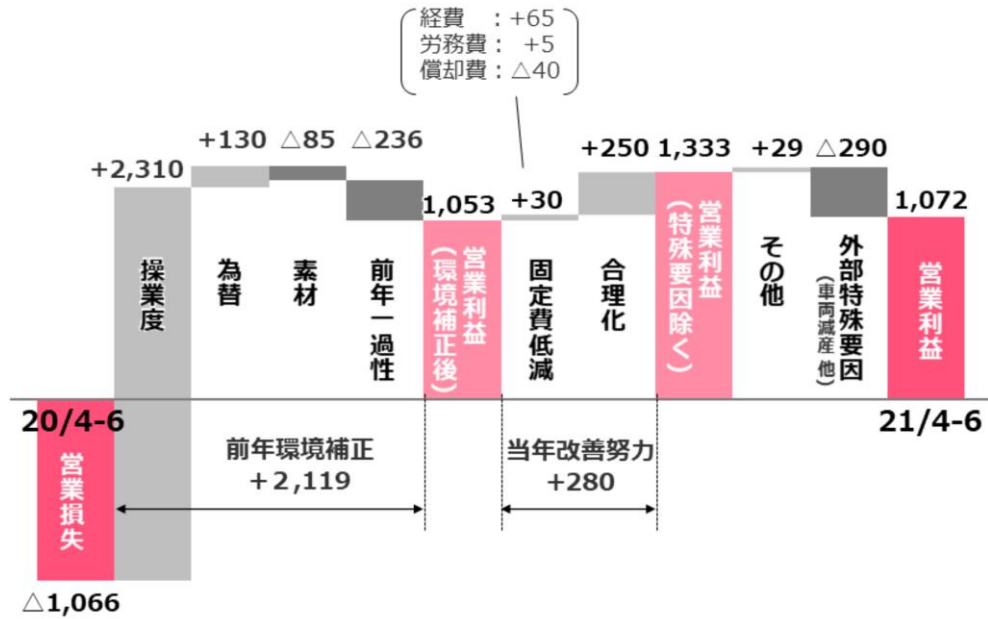 経費 ：+65
労務費： +5
償却費：△40
+2,310
+130
△85
△236
1,053
+30
+250
1,333
+29
△290
1,072
操業度
為替
素材
前年一過性
営業利益
（環境補正後）
固定費低減
合理化
営業利益
（特殊要因除く）
その他
外部特殊要因
（車両減産 他）
営業利益
20/4-6
21/4-6
営業損失
前年環境補正
+2,119
当年改善努力
+280
△1,066